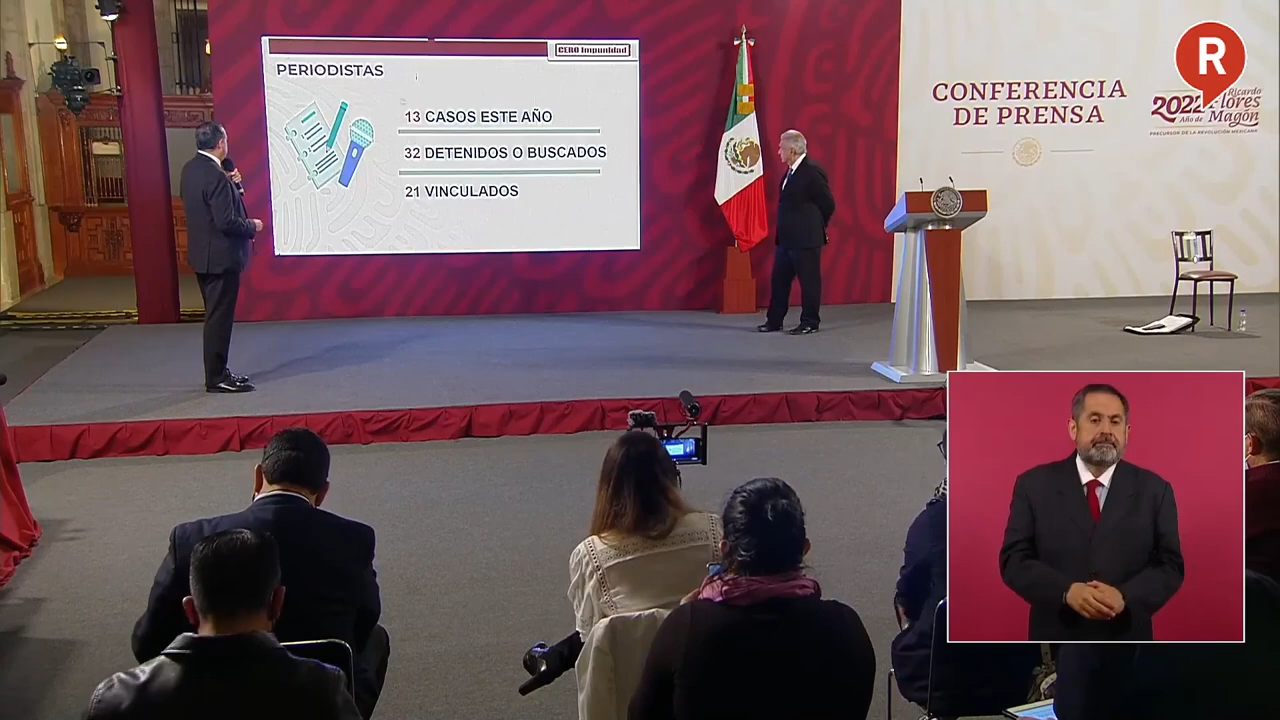 CERO Impunidad
PERIODISTAS
13 CASOS ESTE AÑO
32 DETENIDOS O BUSCADOS
21 VINCULADOS
CONFERENCIA
DE PRENSA
R
2022 Ricardo
Flores
Año de Magón
PRECURSOR DE LA REVOLUCIÓN MEXICANA